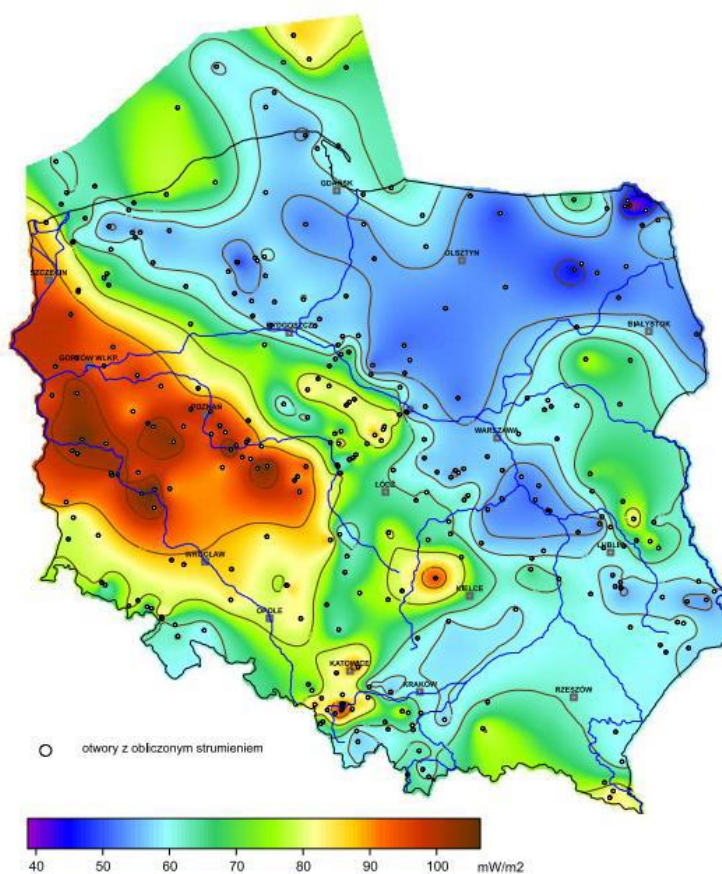 GDAŃSK
OLSZTYN
SZCZECIN
BIAŁYSTOK
BYDGOSZCZ
GORZÓW WLKP.
POZNAŃ
WARSZAWA
ŁÓDŹ
LUBLIN
WROCŁAW
KIELCE
OPOLE
KATOWICE
KRAKÓW
RZESZÓW
otwory z obliczonym strumieniem
40 50 60 70 80 90 100 mW/m2